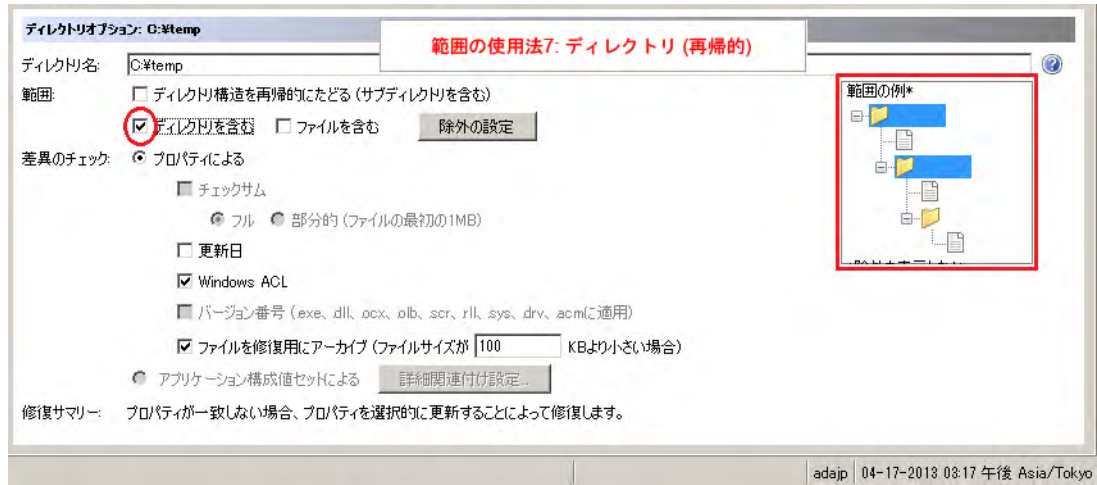 ディレクトリオプション: C:¥temp
範囲の使用法7: ディレクトリ (再帰的)
ディレクトリ名: C:¥temp
範囲: ディレクトリ構造を再帰的にたどる (サブディレクトリを含む)
ディレクトリを含む ファイルを含む 除外の設定
範囲の例*
差異のチェック: プロパティによる
チェックサム
フル 部分的 (ファイルの最初の1MB)
更新日
Windows ACL
バージョン番号 (.exe、.dll、.ocx、.olb、.scr、.rll、.sys、.drv、.acmに適用)
ファイルを修復用にアーカイブ (ファイルサイズが 100 KBより小さい場合)
アプリケーション構成値セットによる 詳細関連付け設定...
修復サマリー: プロパティが一致しない場合、プロパティを選択的に更新することによって修復します。
adajp 04-17-2013 03:17 午後 Asia/Tokyo